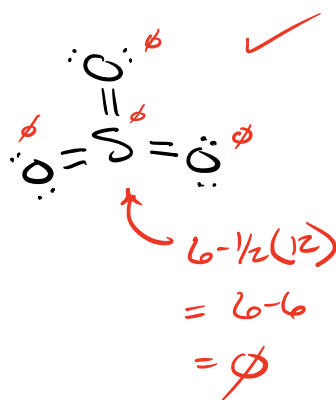 O ∅
∅ ∅
O = S = O ∅
6 - 1/2 (12)
= 6 - 6
= ∅